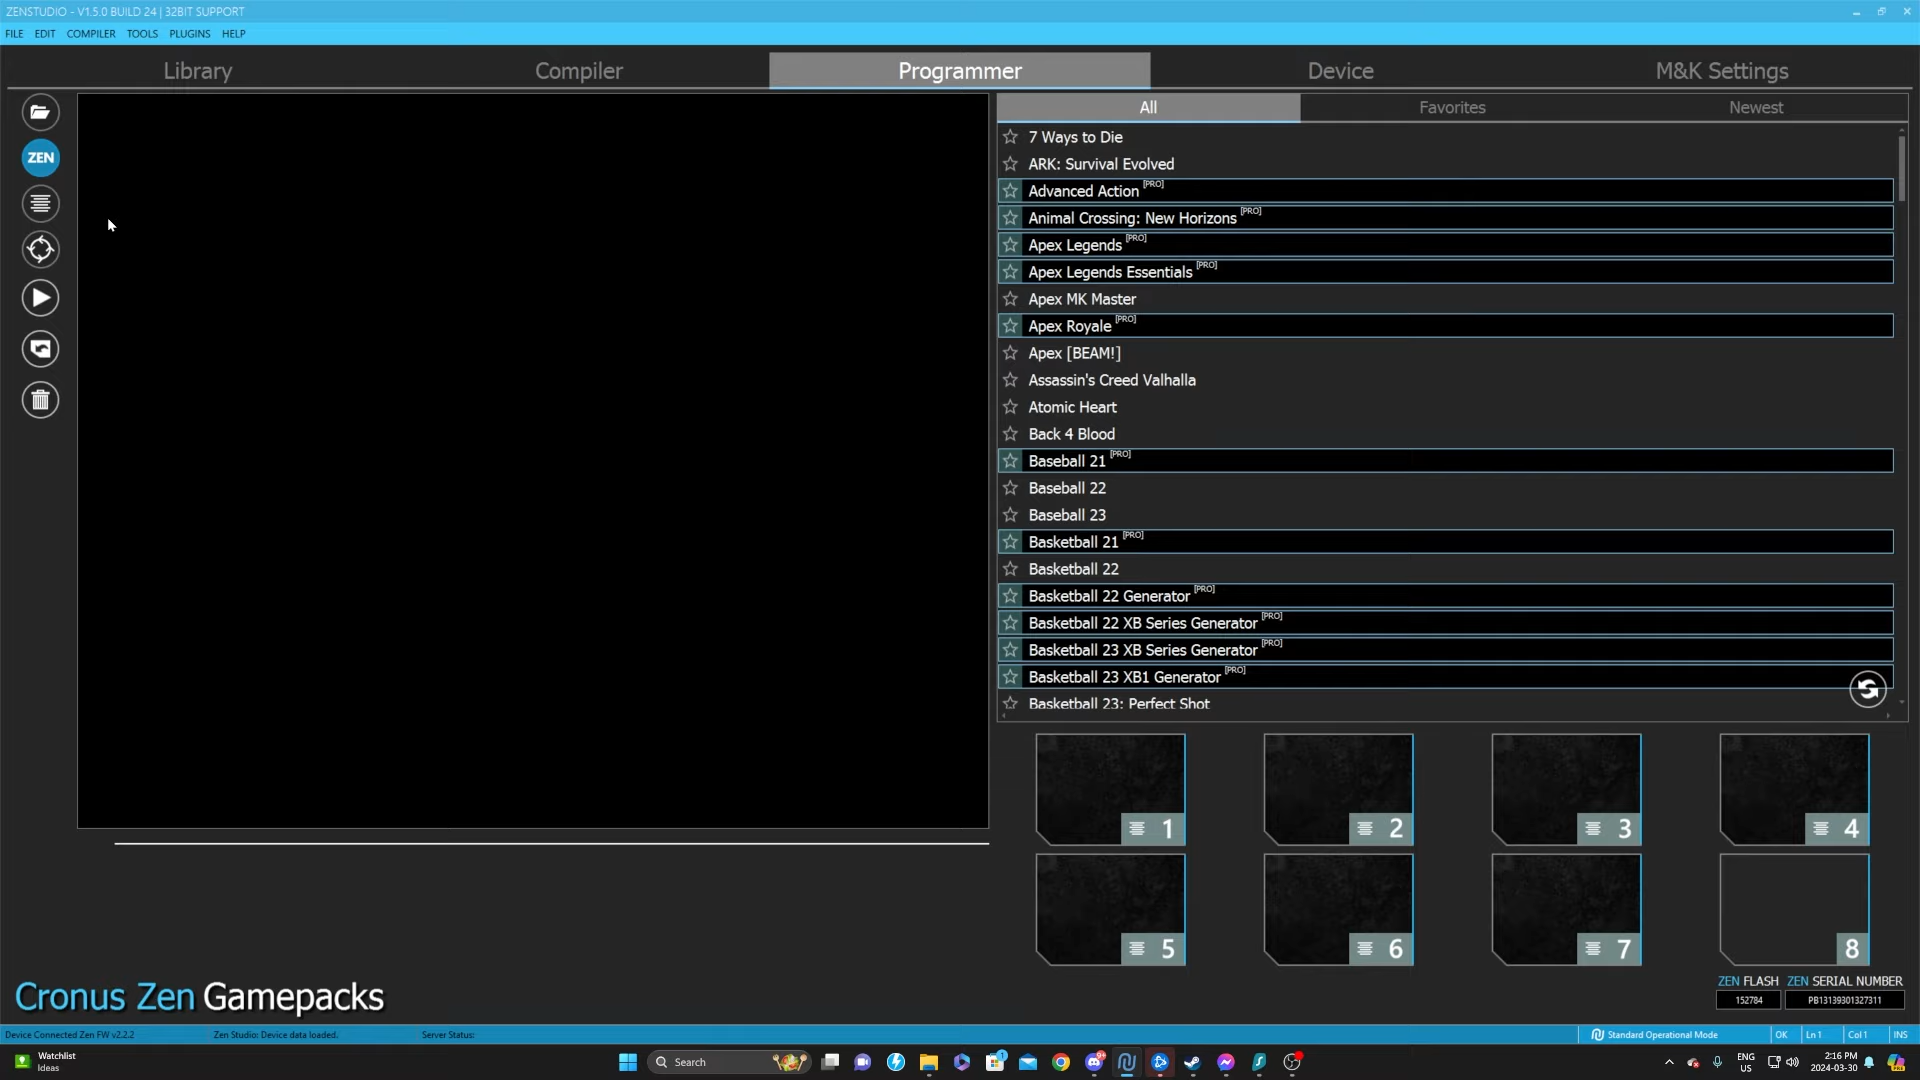 ZENSTUDIO - V1.5.0 BUILD 24 | 32BIT SUPPORT
FILE EDIT COMPILER TOOLS PLUGINS HELP
Library Compiler Programmer Device M&K Settings
All Favorites Newest
ZEN
7 Ways to Die
ARK: Survival Evolved
Advanced Action [PRO]
Animal Crossing: New Horizons [PRO]
Apex Legends [PRO]
Apex Legends Essentials [PRO]
Apex MK Master
Apex Royale [PRO]
Apex [BEAM!]
Assassin's Creed Valhalla
Atomic Heart
Back 4 Blood
Baseball 21 [PRO]
Baseball 22
Baseball 23
Basketball 21 [PRO]
Basketball 22
Basketball 22 Generator [PRO]
Basketball 22 XB Series Generator [PRO]
Basketball 23 XB Series Generator [PRO]
Basketball 23 XB1 Generator [PRO]
Basketball 23: Perfect Shot
1 2 3 4
5 6 7 8
Cronus Zen Gamepacks
ZEN FLASH ZEN SERIAL NUMBER
152784 PB13139301327311
Device Connected Zen FW v2.2.2 Zen Studio: Device data loaded. Server Status: Standard Operational Mode OK Ln 1 Col 1 INS
Watchlist
Ideas
Search
ENG
US
2:16 PM
2024-03-30